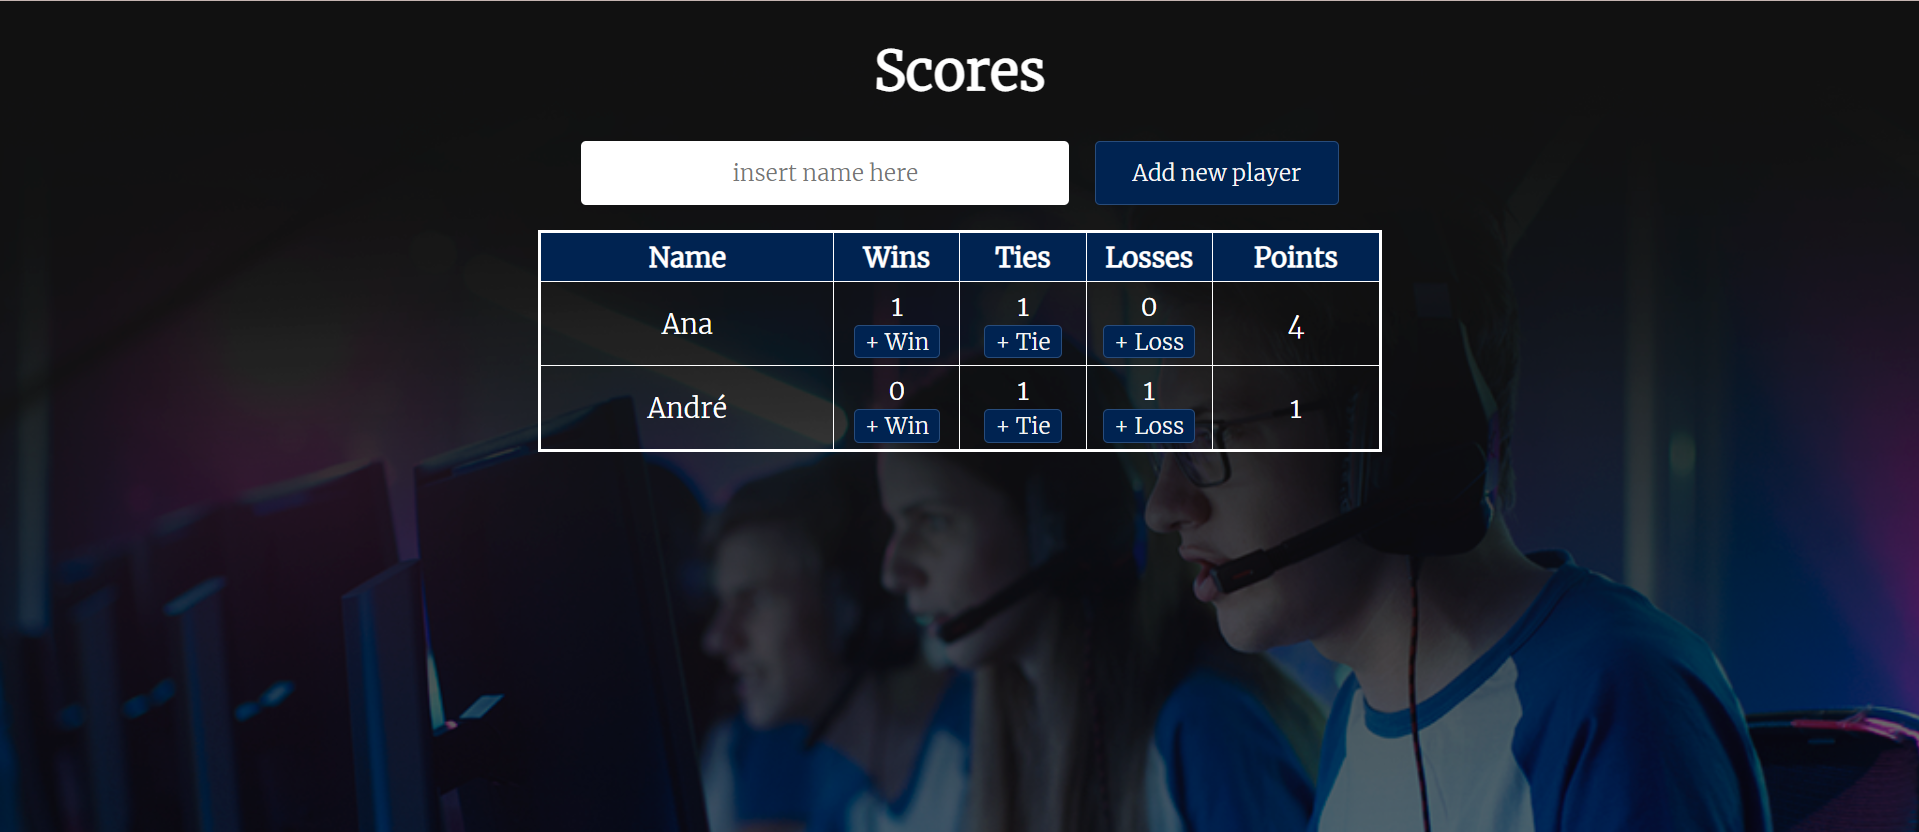 Scores
insert name here Add new player
Name Wins Ties Losses Points
Ana 1 + Win 1 + Tie 0 + Loss 4
André 0 + Win 1 + Tie 1 + Loss 1